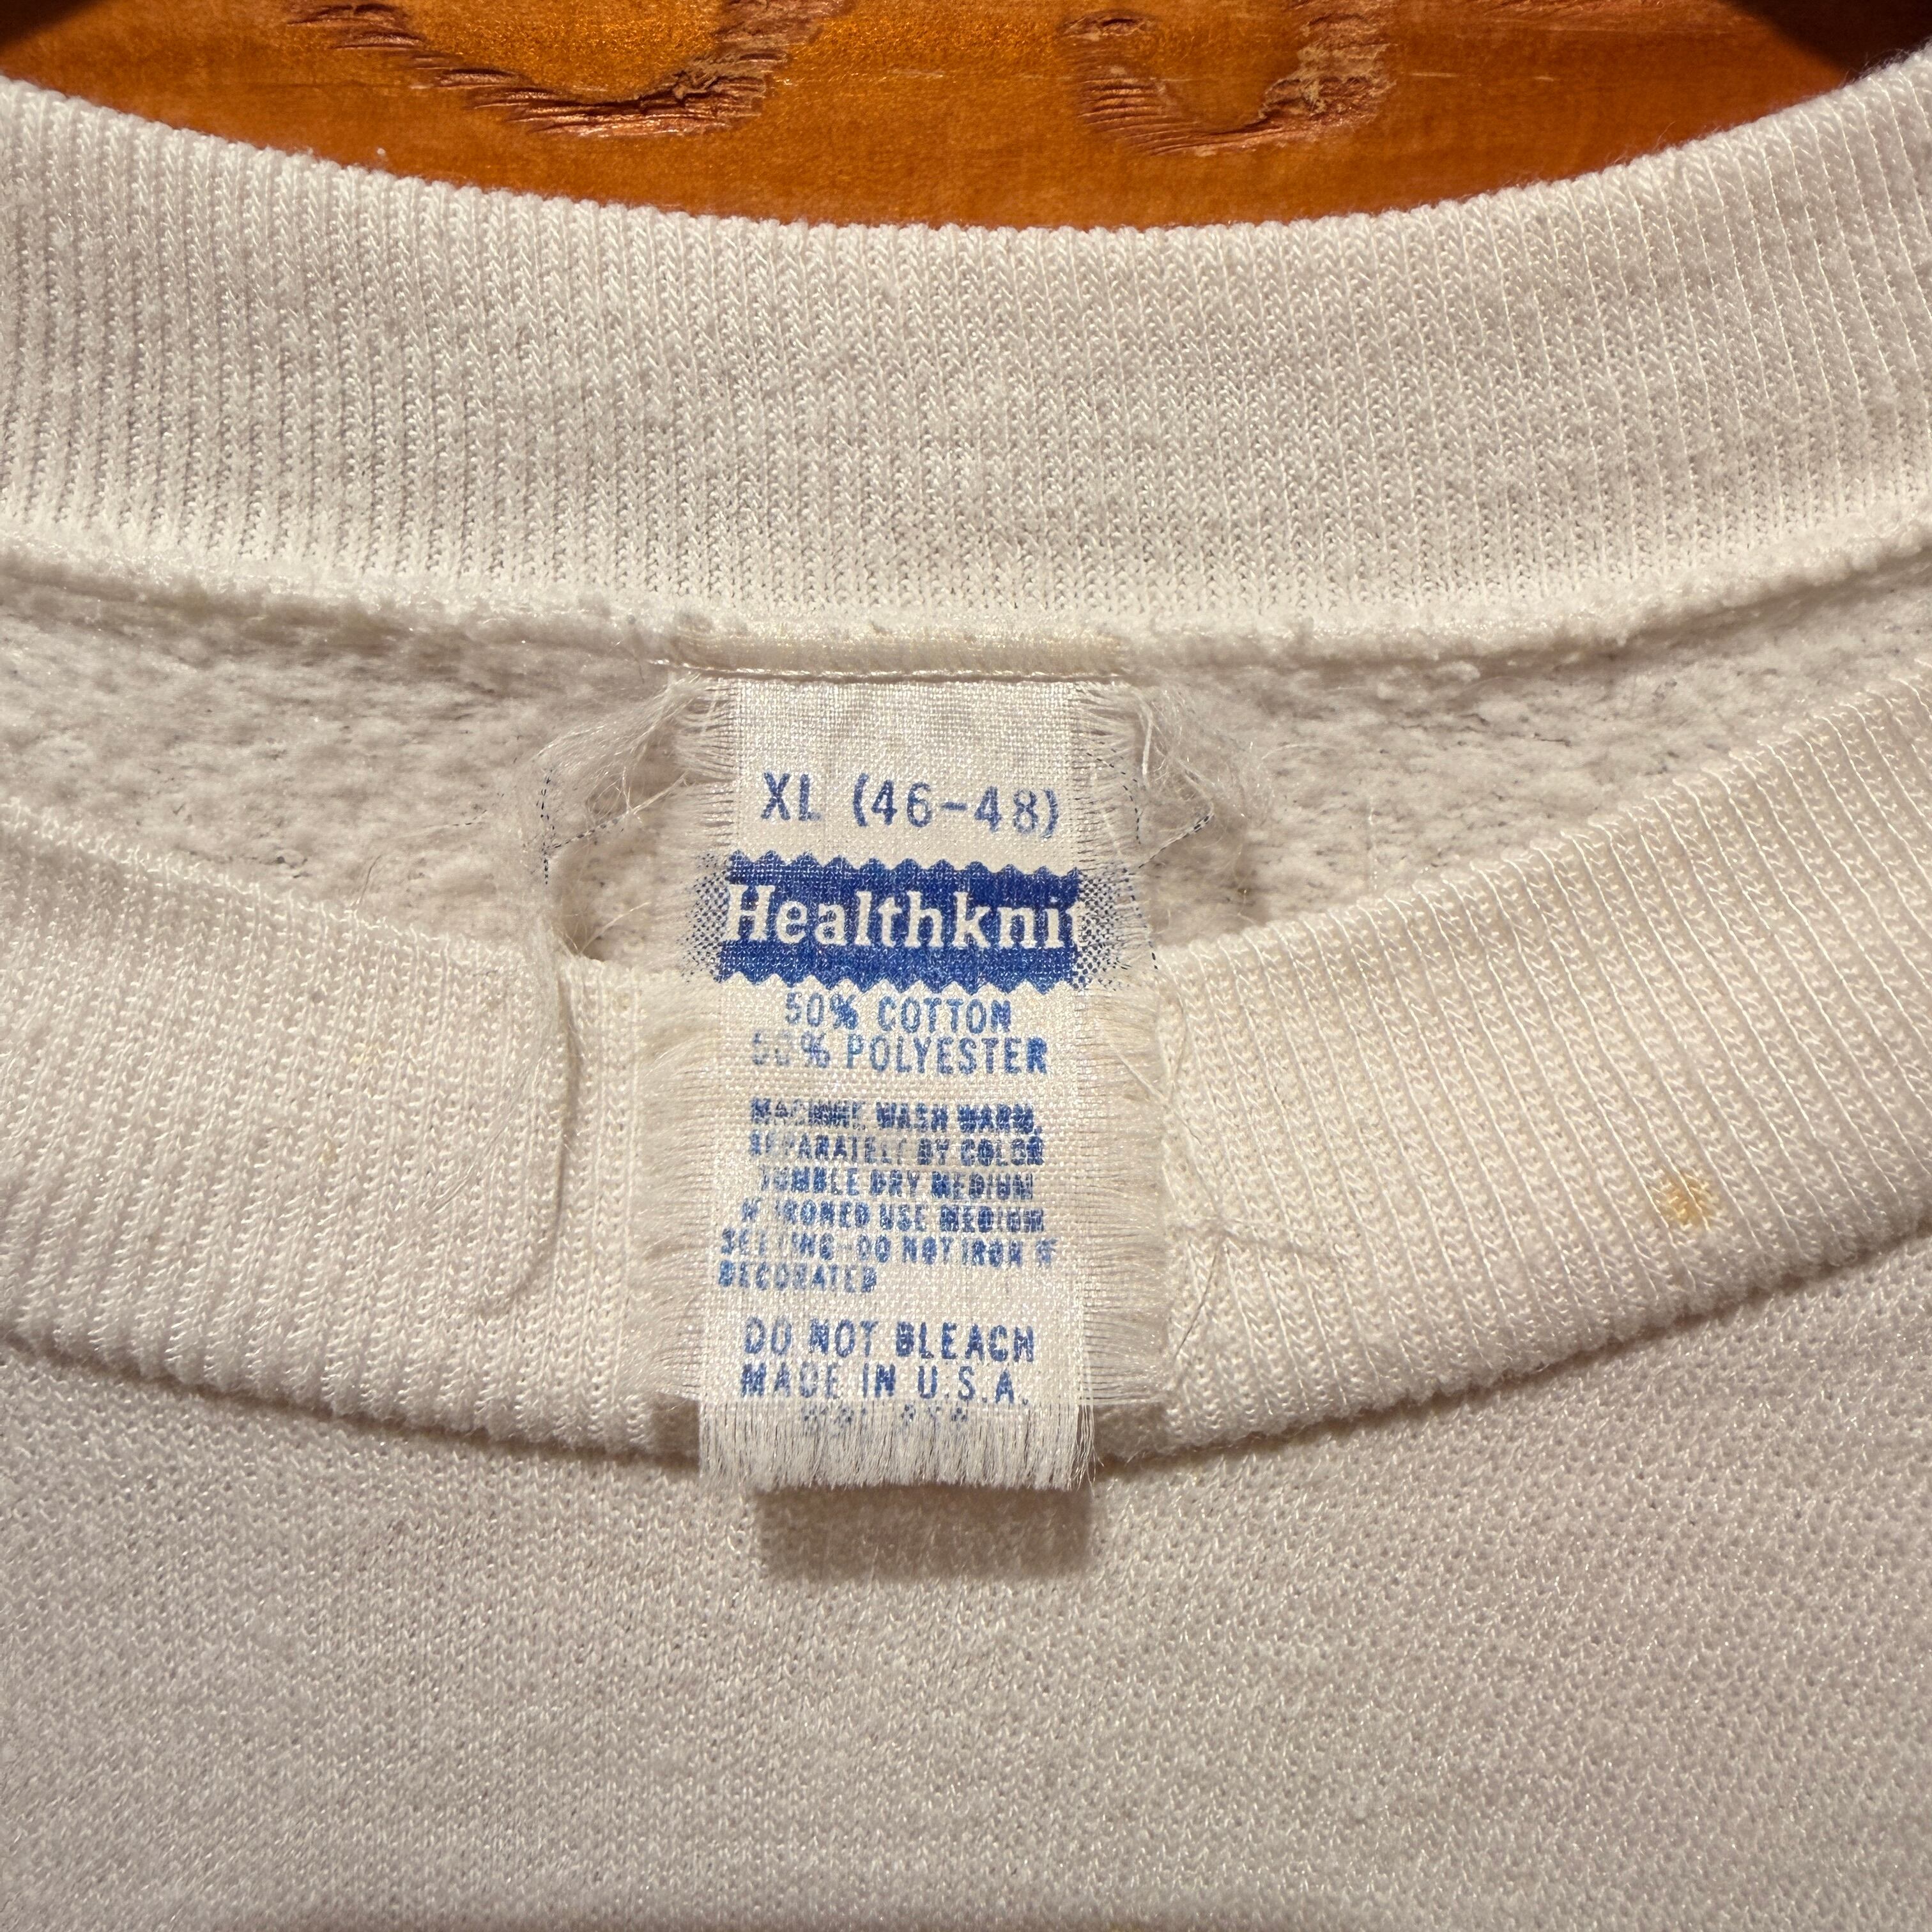 XL (46-48)
Healthknit
50% COTTON
50% POLYESTER
MACHINE WASH WARM,
SEPARATELY BY COLOR
TUMBLE DRY MEDIUM
IF IRONED USE MEDIUM
SETTING-DO NOT IRON IF
DECORATED
DO NOT BLEACH
MADE IN U.S.A.